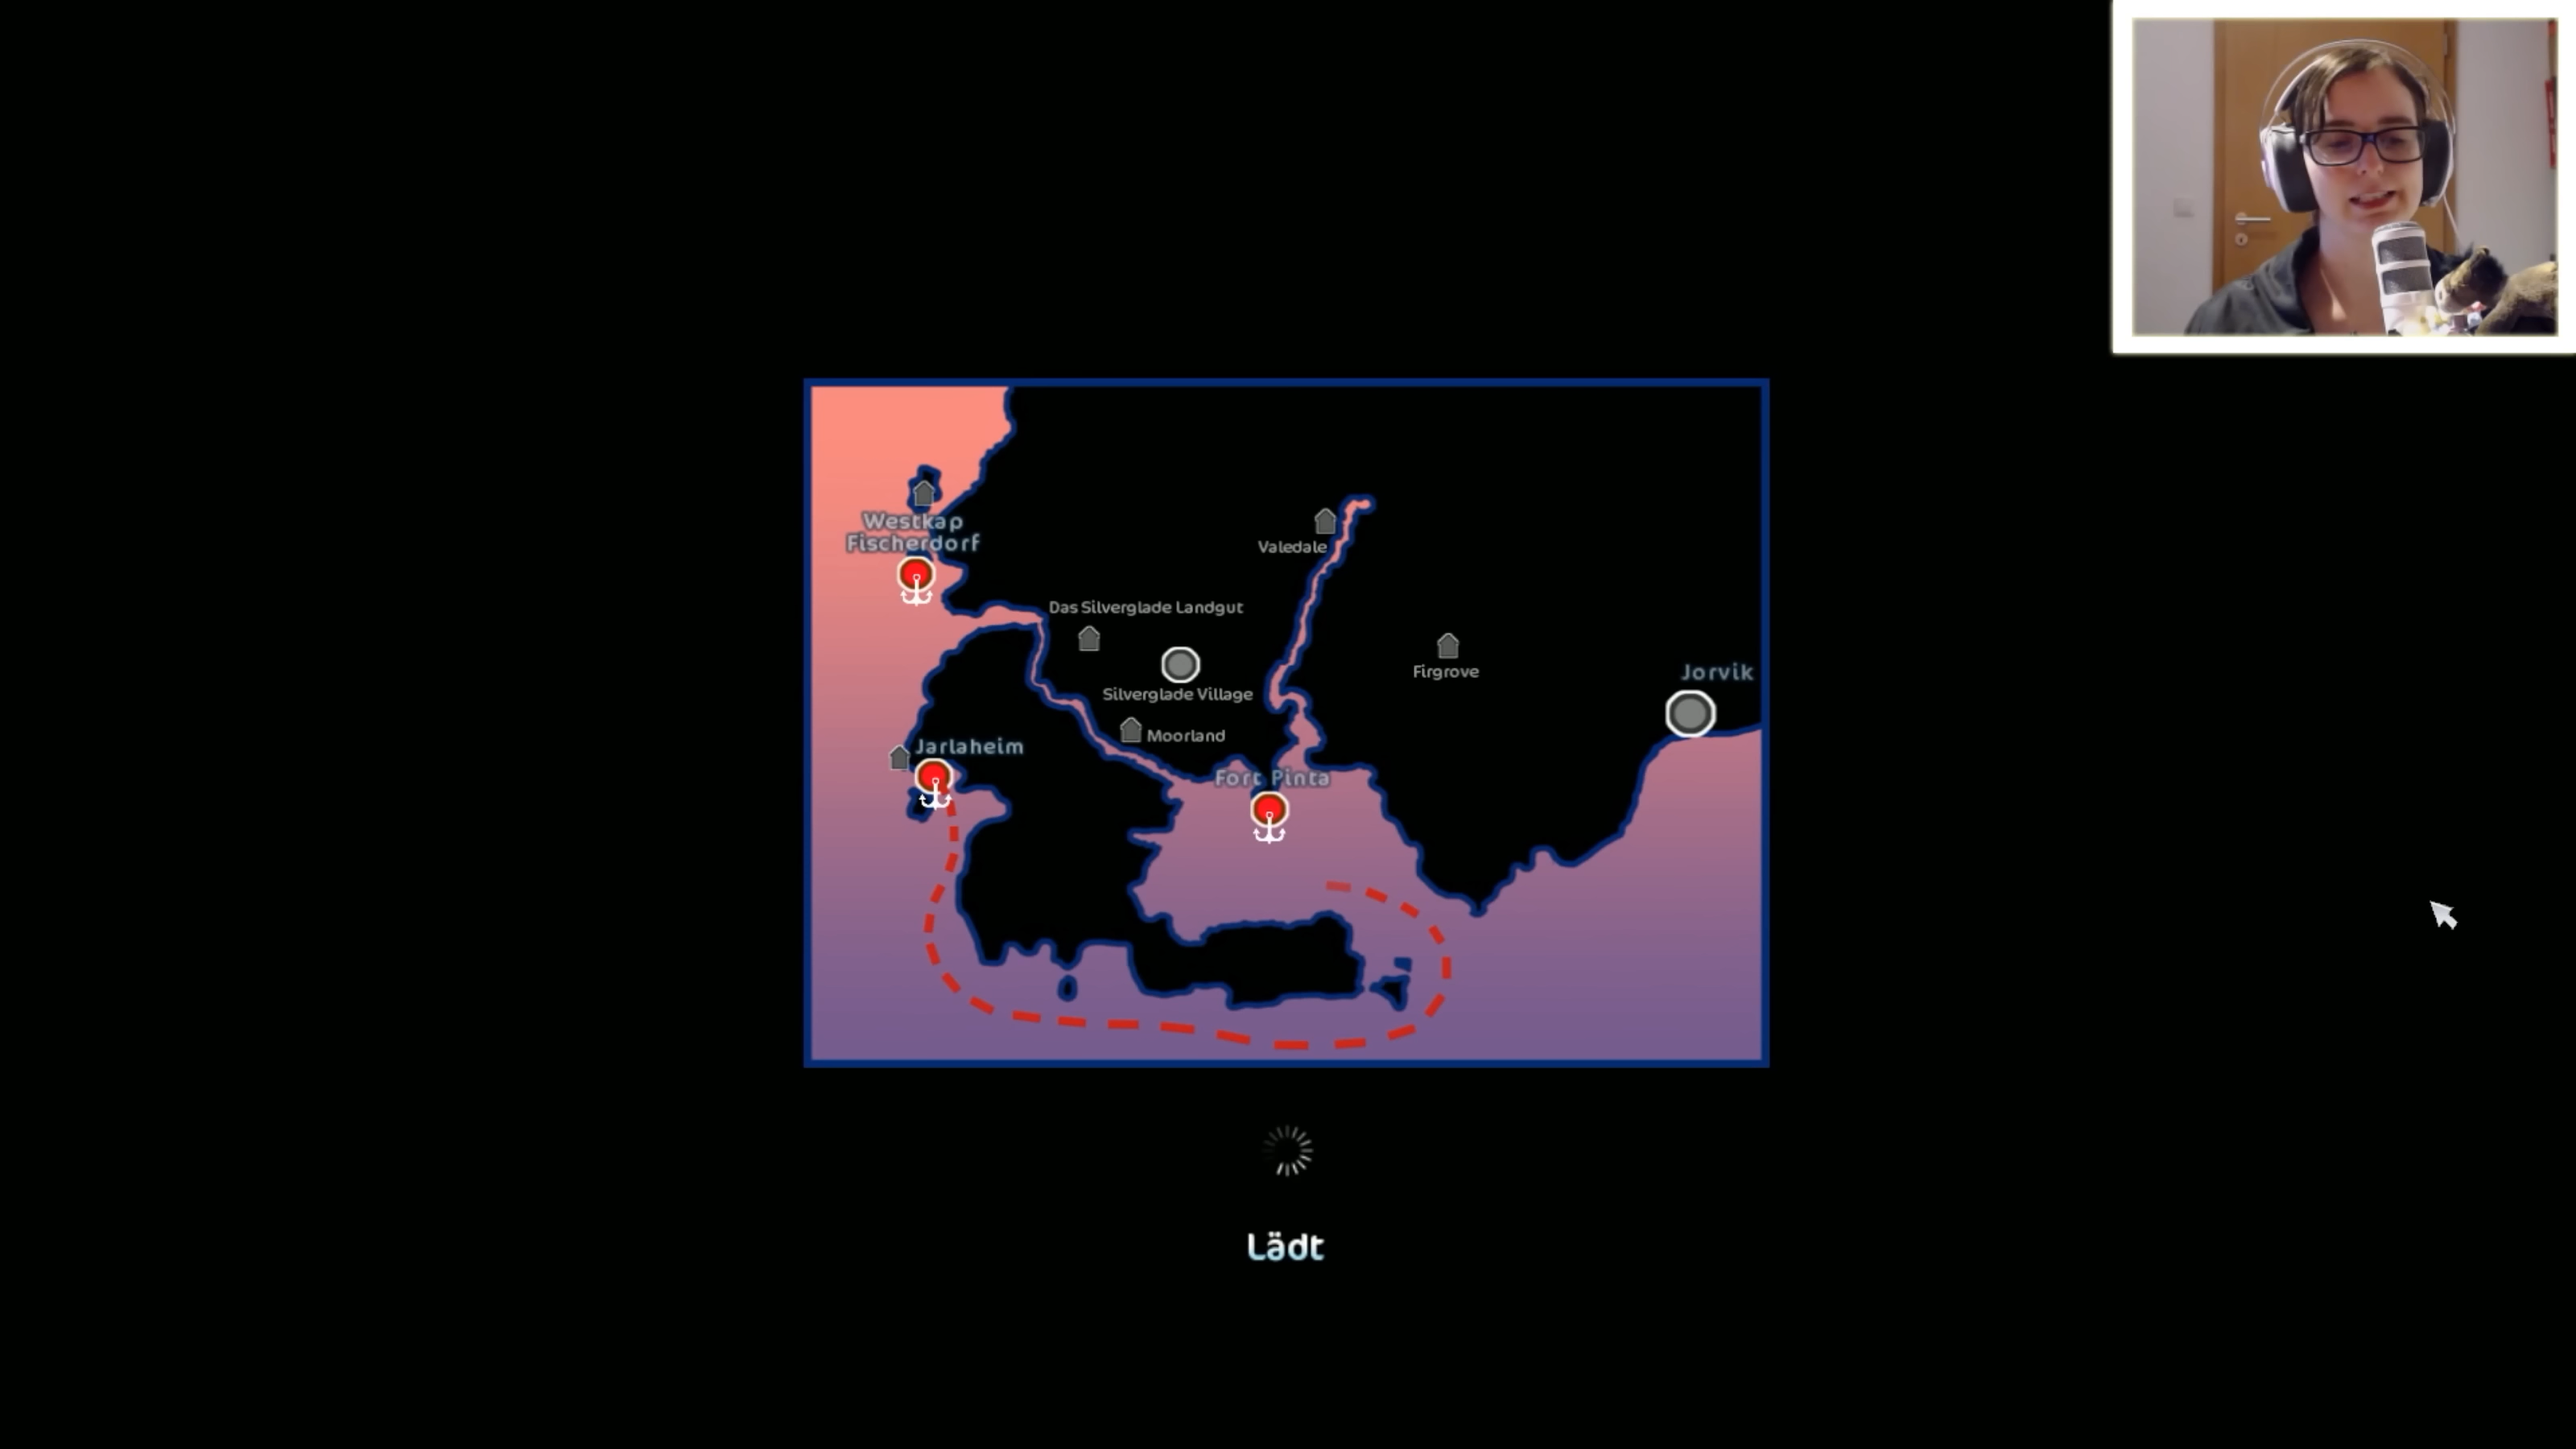 Westkap
Fischerdorf
Valedale
Das Silverglade Landgut
Firgrove
Jorvik
Silverglade Village
Moorland
Jarlaheim
Fort Pinta
Lädt